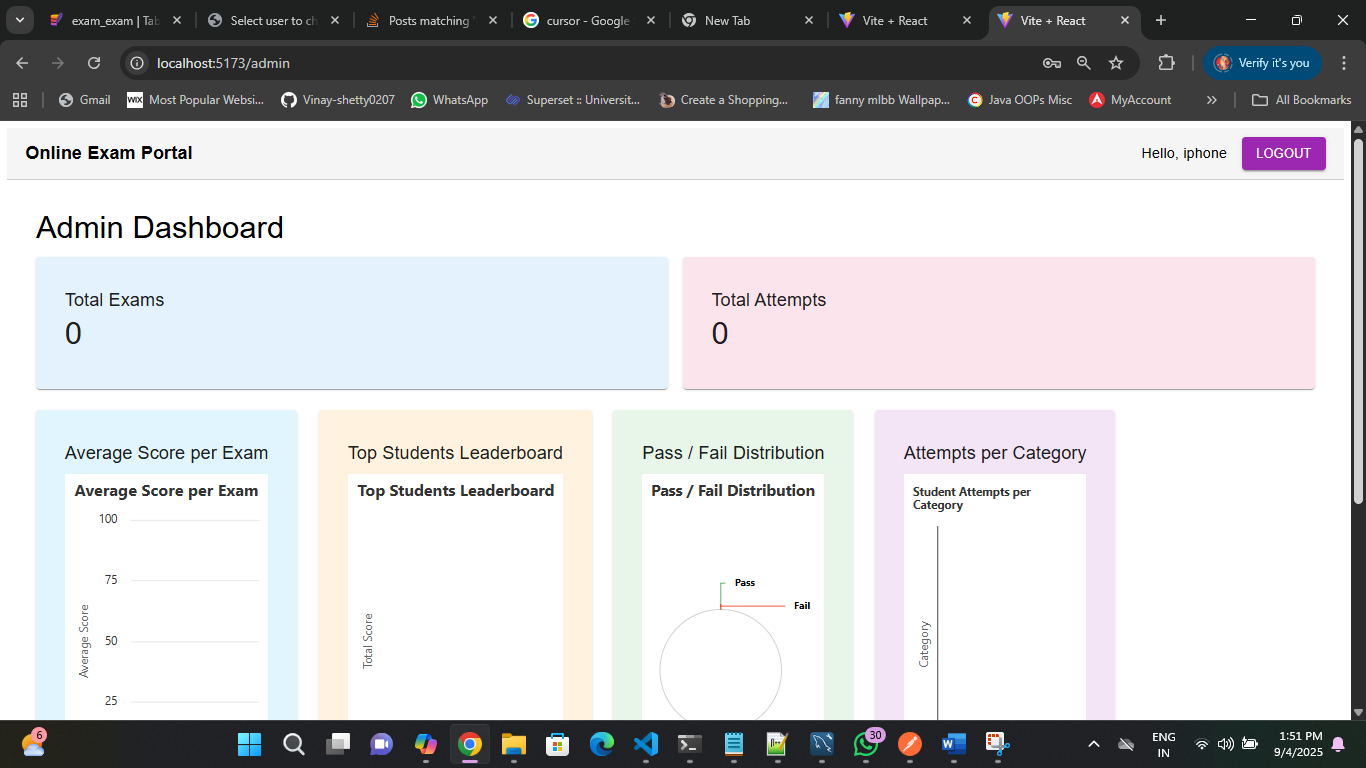 exam_exam | Tab
Select user to ch
Posts matching
cursor - Google
New Tab
Vite + React
Vite + React
localhost:5173/admin
Verify it's you
Gmail
WIX
Most Popular Websi...
Vinay-shetty0207
WhatsApp
Superset :: Universit...
Create a Shopping...
fanny mlbb Wallpap...
Java OOPs Misc
MyAccount
All Bookmarks
Online Exam Portal
Hello, iphone
LOGOUT
Admin Dashboard
Total Exams
0
Total Attempts
0
Average Score per Exam
Average Score per Exam
100
75
50
25
Average Score
Top Students Leaderboard
Top Students Leaderboard
Total Score
Pass / Fail Distribution
Pass / Fail Distribution
Pass
Fail
Attempts per Category
Student Attempts per
Category
Category
6
30
ENG
IN
1:51 PM
9/4/2025